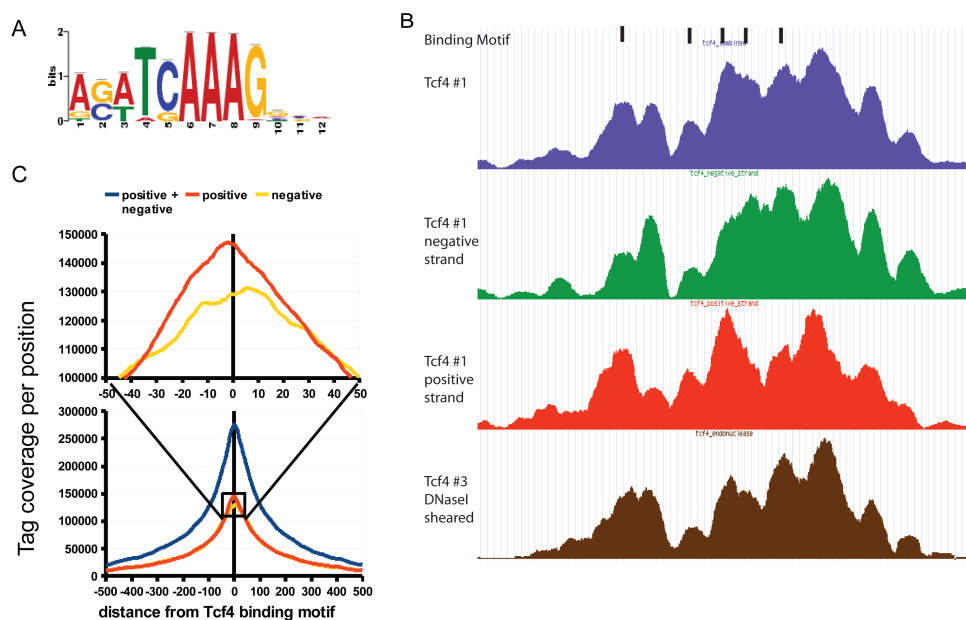 A
bits
2
1
0
AGATCAAAG
GCT
CTGG
1 2 3 4 5 6 7 8 9 10 11 12
B
Binding Motif
tcf4_combined
Tcf4 #1
tcf4_negative_strand
Tcf4 #1
negative
strand
tcf4_positive_strand
Tcf4 #1
positive
strand
tcf4_endonuclease
Tcf4 #3
DNaseI
sheared
C
positive + negative
positive
negative
Tag coverage per position
150000
140000
130000
120000
110000
100000
-50 -40 -30 -20 -10 0 10 20 30 40 50
300000
250000
200000
150000
100000
50000
0
-500 -400 -300 -200 -100 0 100 200 300 400 500
distance from Tcf4 binding motif